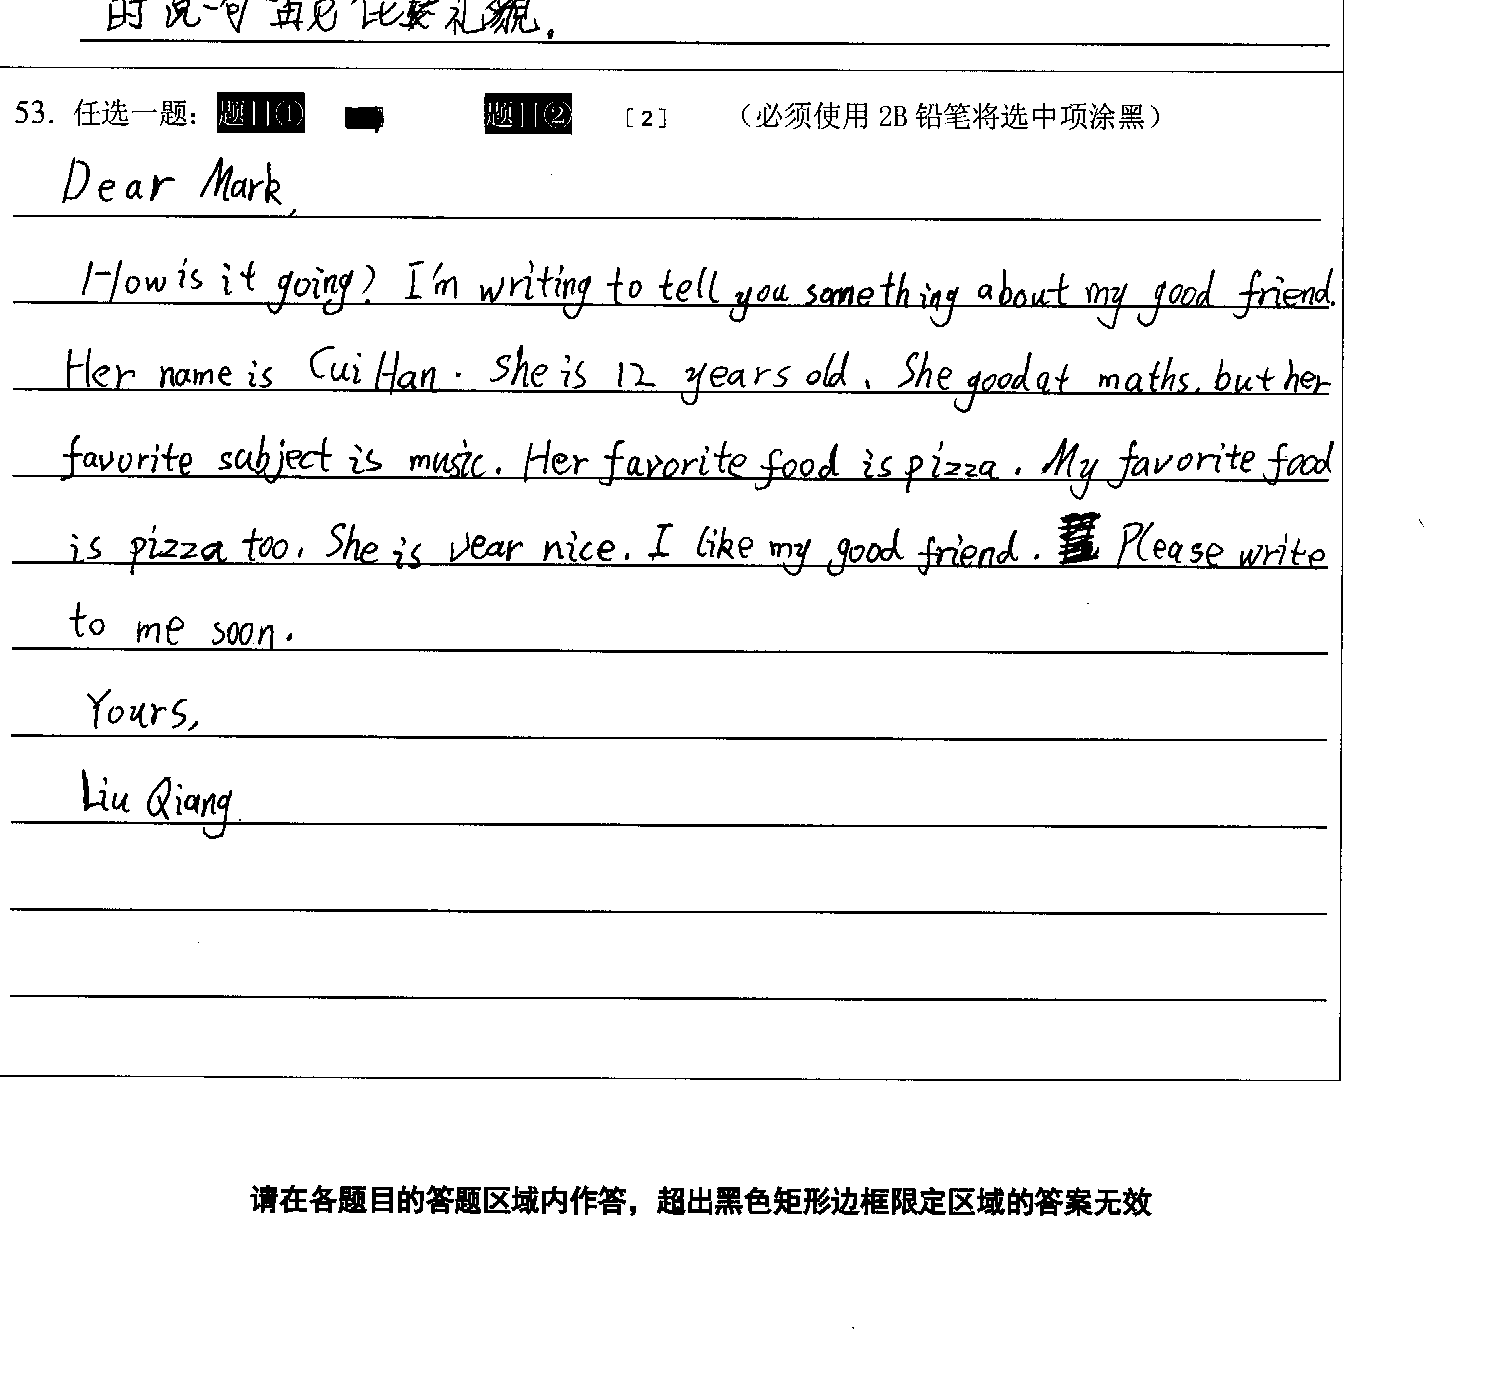 时说一句再见比较礼貌.
53. 任选一题: 题目① 题目② [2] (必须使用 2B 铅笔将选中项涂黑)
Dear Mark,
How is it going? I'm writing to tell you something about my good friend.
Her name is Cui Han. She is 12 years old. She good at maths. but her
favorite subject is music. Her favorite food is pizza. My favorite food
is pizza too. She is vear nice. I like my good friend. Please write
to me soon.
Yours,
Liu Qiang
请在各题目的答题区域内作答，超出黑色矩形边框限定区域的答案无效